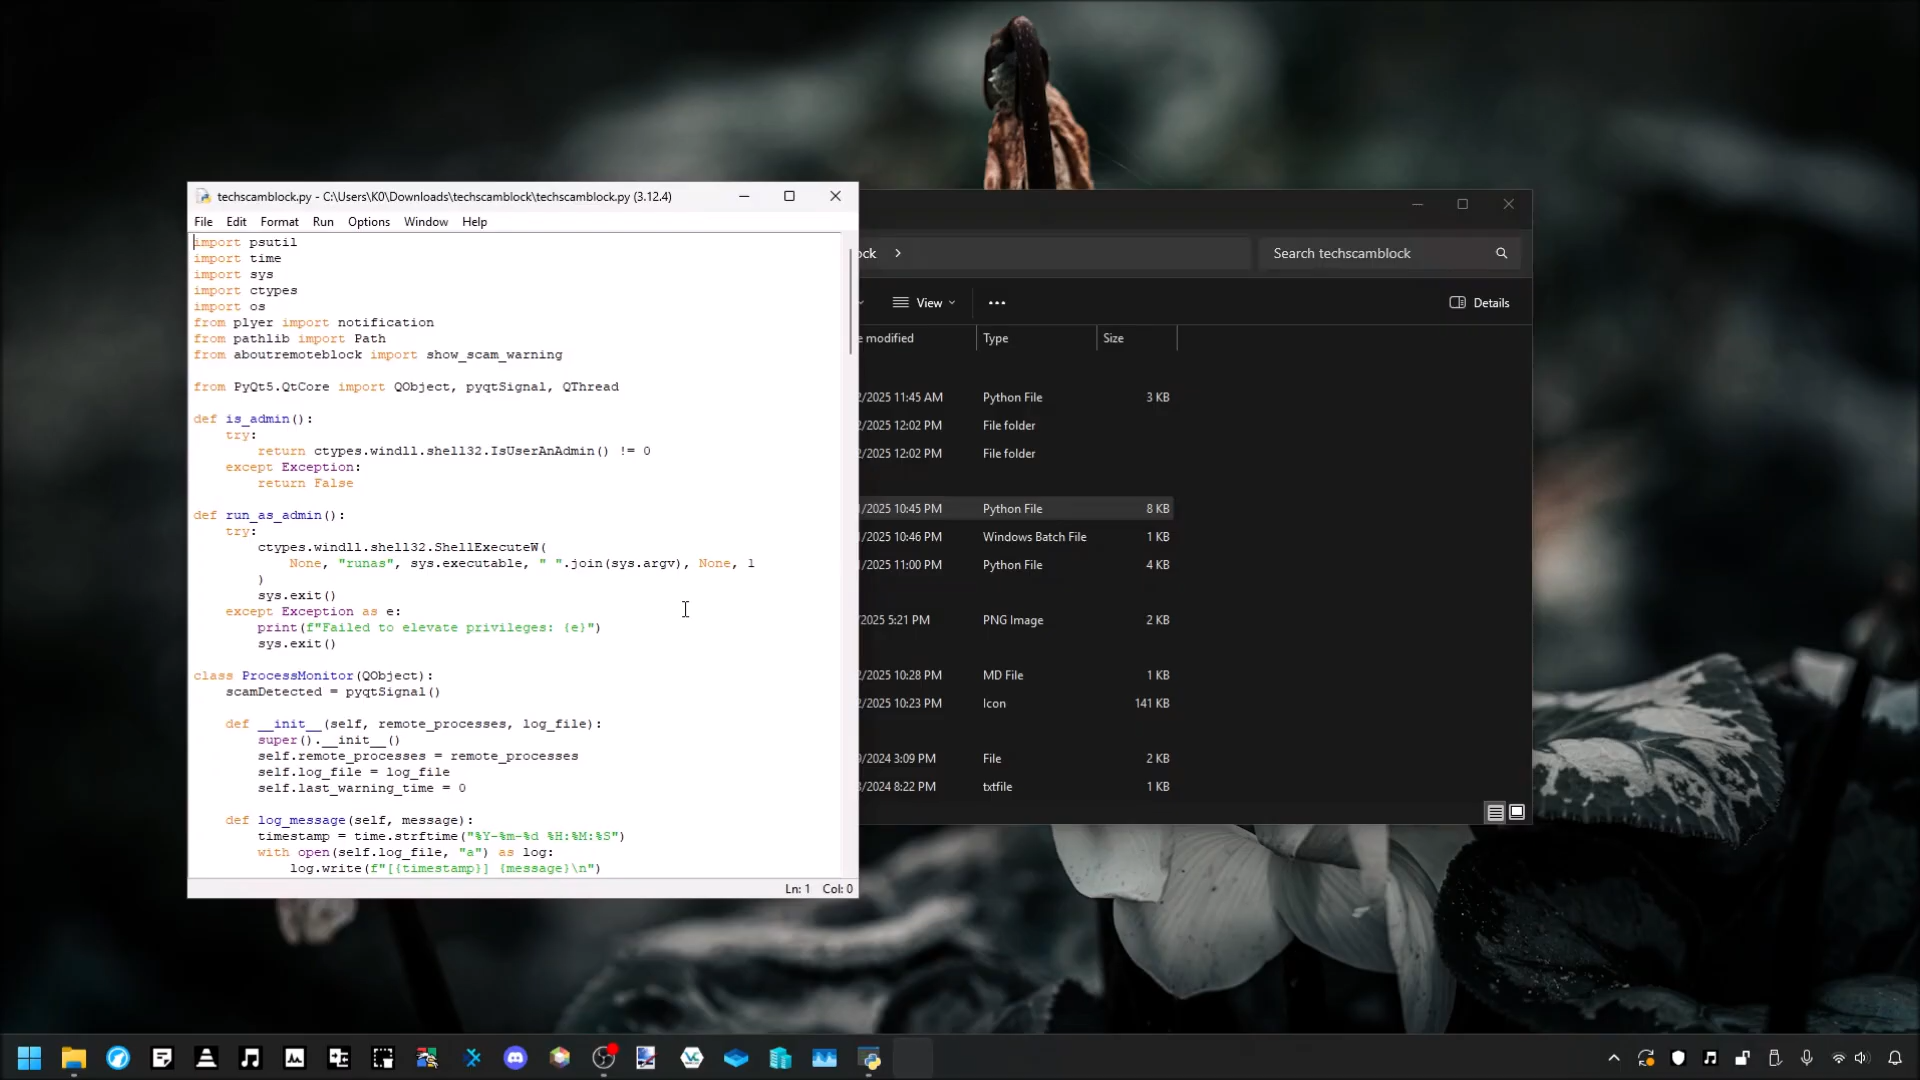 techscamblock.py - C:\Users\K0\Downloads\techscamblock\techscamblock.py (3.12.4)
File Edit Format Run Options Window Help
import psutil
import time
import sys
import ctypes
import os
from plyer import notification
from pathlib import Path
from aboutremoteblock import show_scam_warning
from PyQt5.QtCore import QObject, pyqtSignal, QThread
def is_admin():
try:
return ctypes.windll.shell32.IsUserAnAdmin() != 0
except Exception:
return False
def run_as_admin():
try:
ctypes.windll.shell32.ShellExecuteW(
None, "runas", sys.executable, " ".join(sys.argv), None, 1
)
sys.exit()
except Exception as e:
print(f"Failed to elevate privileges: {e}")
sys.exit()
class ProcessMonitor(QObject):
scamDetected = pyqtSignal()
def __init__(self, remote_processes, log_file):
super().__init__()
self.remote_processes = remote_processes
self.log_file = log_file
self.last_warning_time = 0
def log_message(self, message):
timestamp = time.strftime("%Y-%m-%d %H:%M:%S")
with open(self.log_file, "a") as log:
log.write(f"[{timestamp}] {message}\n")
Ln: 1 Col: 0
ock > Search techscamblock
View ••• Details
e modified Type Size
2/2025 11:45 AM Python File 3 KB
2/2025 12:02 PM File folder
2/2025 12:02 PM File folder
/2025 10:45 PM Python File 8 KB
/2025 10:46 PM Windows Batch File 1 KB
/2025 11:00 PM Python File 4 KB
/2025 5:21 PM PNG Image 2 KB
2/2025 10:28 PM MD File 1 KB
2/2025 10:23 PM Icon 141 KB
9/2024 3:09 PM File 2 KB
/2024 8:22 PM txtfile 1 KB